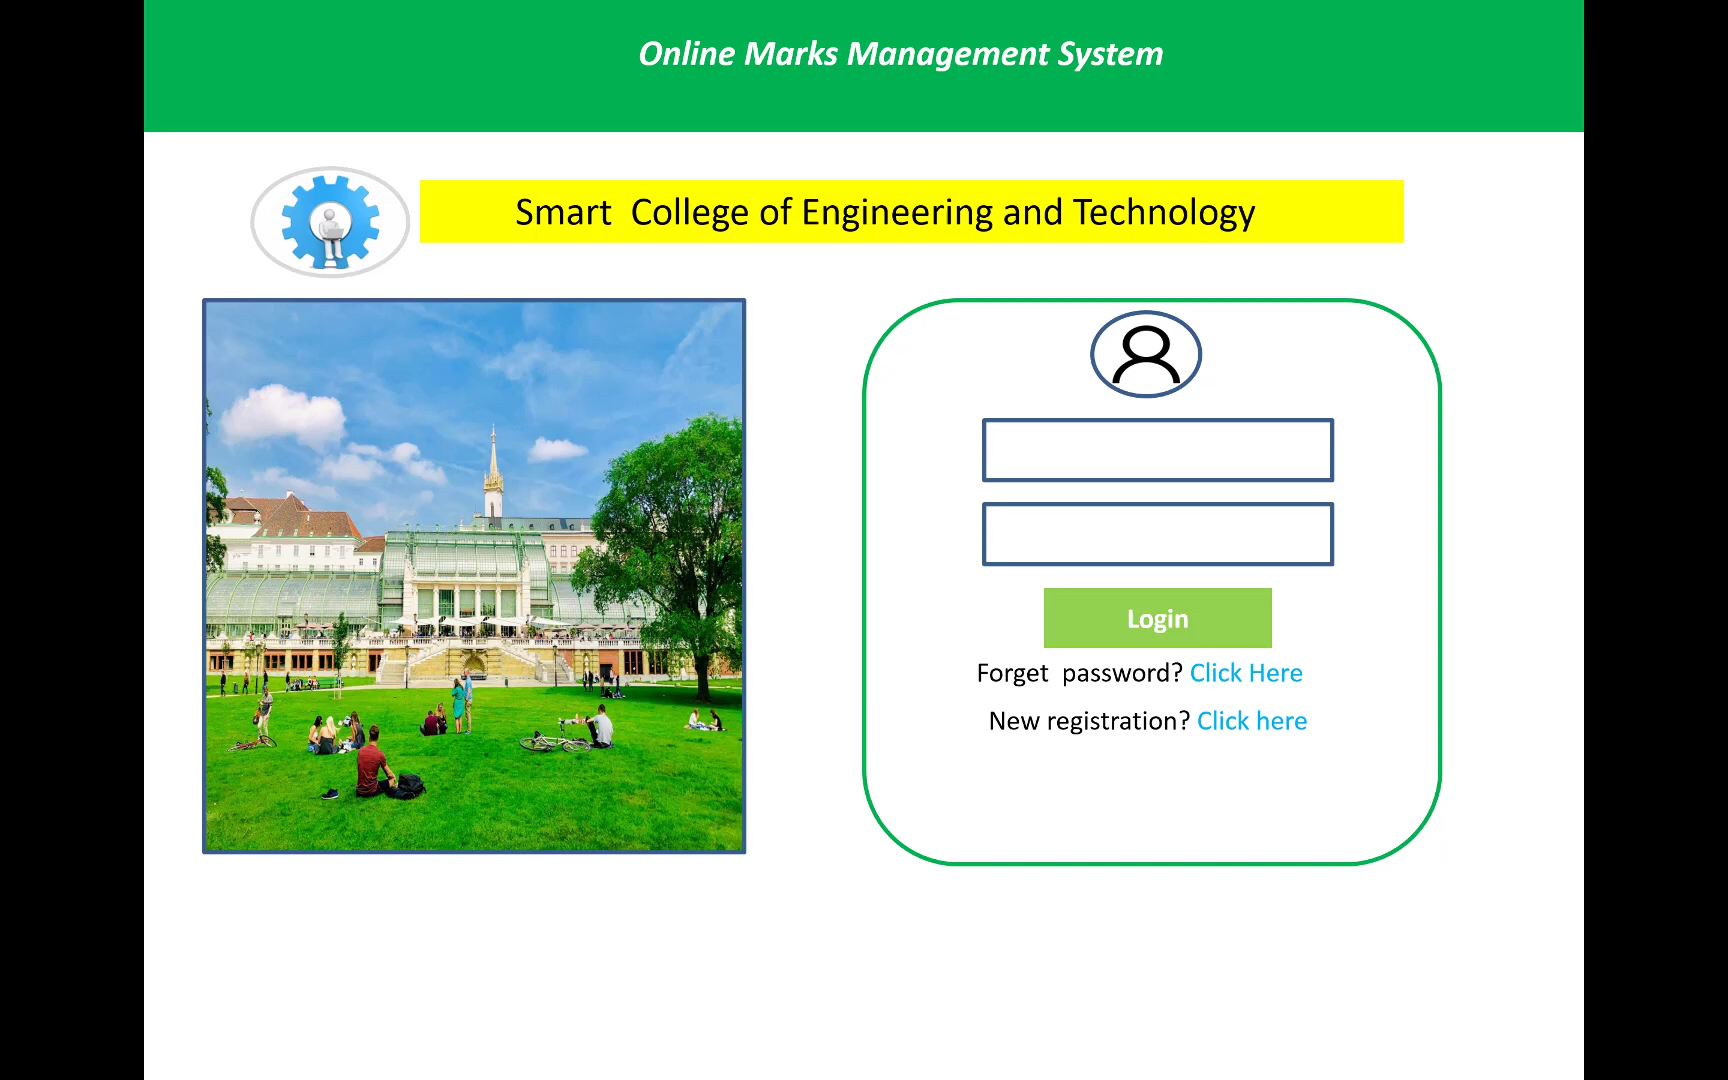 Online Marks Management System
Smart  College of Engineering and Technology
Login
Forget  password? Click Here
New registration? Click here